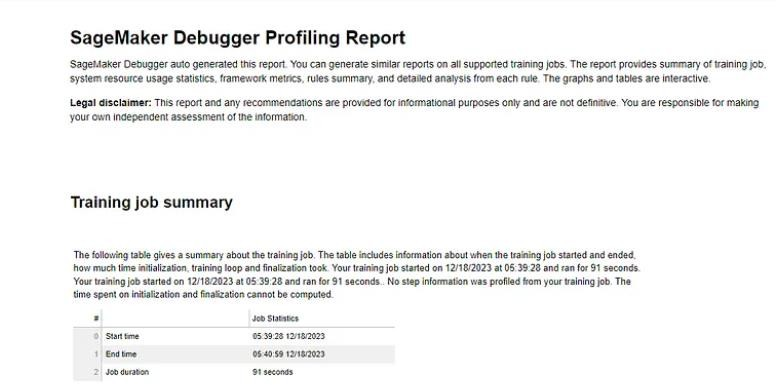 SageMaker Debugger Profiling Report
SageMaker Debugger auto generated this report. You can generate similar reports on all supported training jobs. The report provides summary of training job,
system resource usage statistics, framework metrics, rules summary, and detailed analysis from each rule. The graphs and tables are interactive.
Legal disclaimer: This report and any recommendations are provided for informational purposes only and are not definitive. You are responsible for making
your own independent assessment of the information.
Training job summary
The following table gives a summary about the training job. The table includes information about when the training job started and ended,
how much time initialization, training loop and finalization took. Your training job started on 12/18/2023 at 05:39:28 and ran for 91 seconds.
Your training job started on 12/18/2023 at 05:39:28 and ran for 91 seconds.. No step information was profiled from your training job. The
time spent on initialization and finalization cannot be computed.
# Job Statistics
0 Start time 05:39:28 12/18/2023
1 End time 05:40:59 12/18/2023
2 Job duration 91 seconds